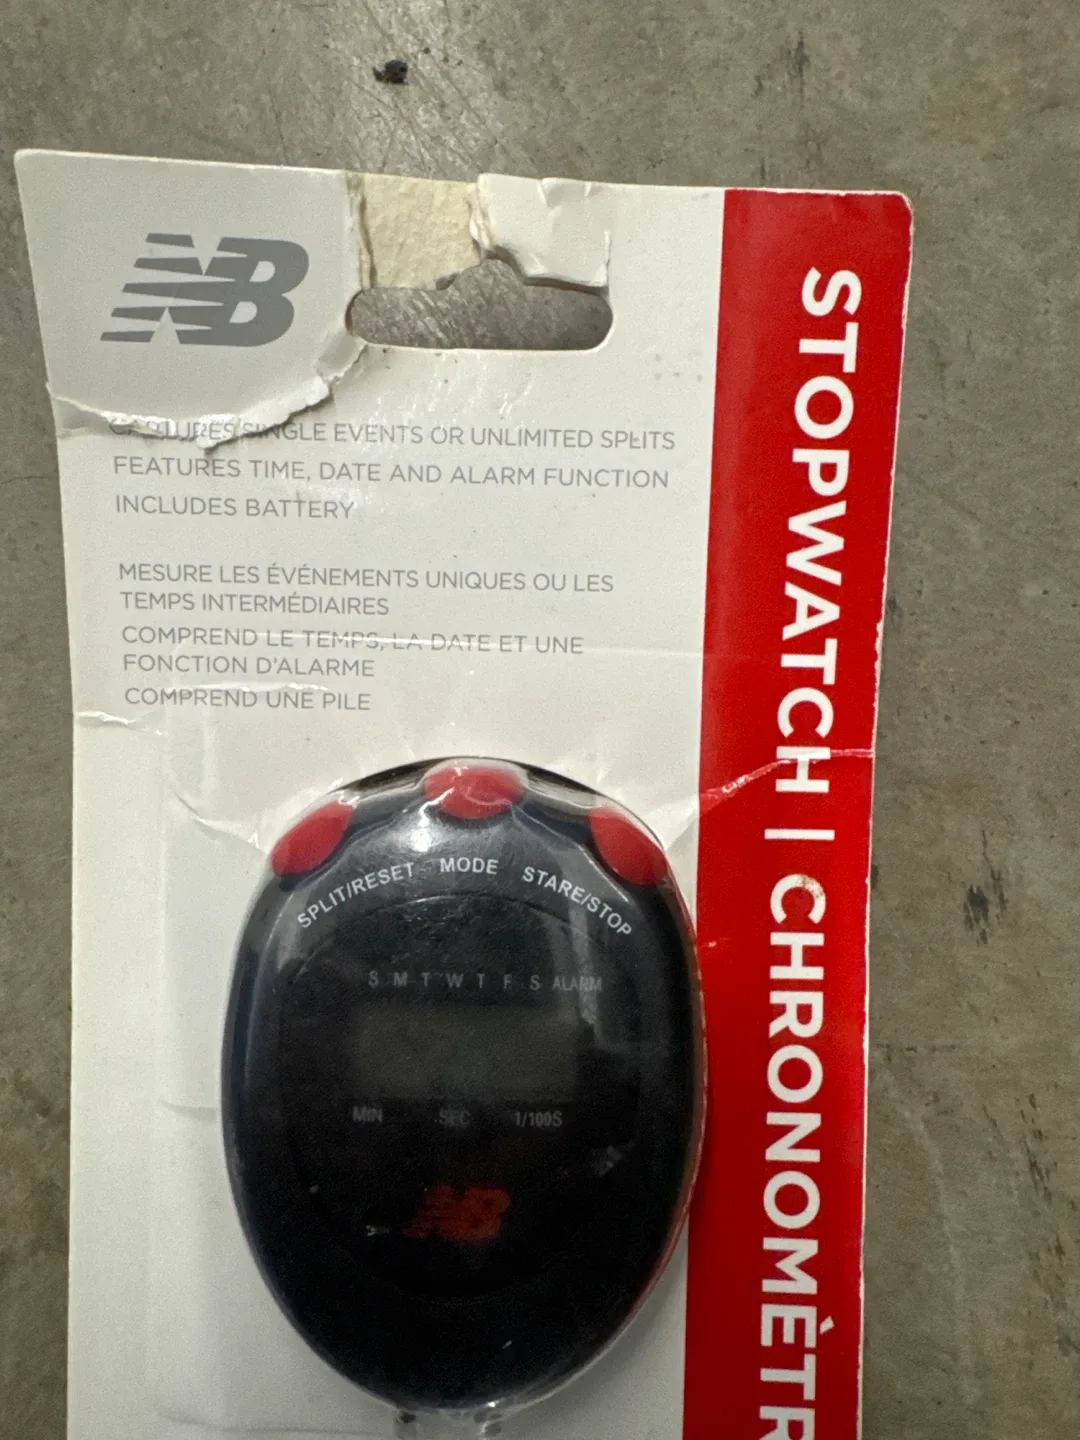 NB
CAPTURES SINGLE EVENTS OR UNLIMITED SPLITS
FEATURES TIME, DATE AND ALARM FUNCTION
INCLUDES BATTERY
MESURE LES ÉVÉNEMENTS UNIQUES OU LES
TEMPS INTERMÉDIAIRES
COMPREND LE TEMPS, LA DATE ET UNE
FONCTION D'ALARME
COMPREND UNE PILE
STOPWATCH | CHRONOMÈTR
SPLIT/RESET MODE STARE/STOP
S M T W T F S ALARM
MIN SEC 1/100S
NB